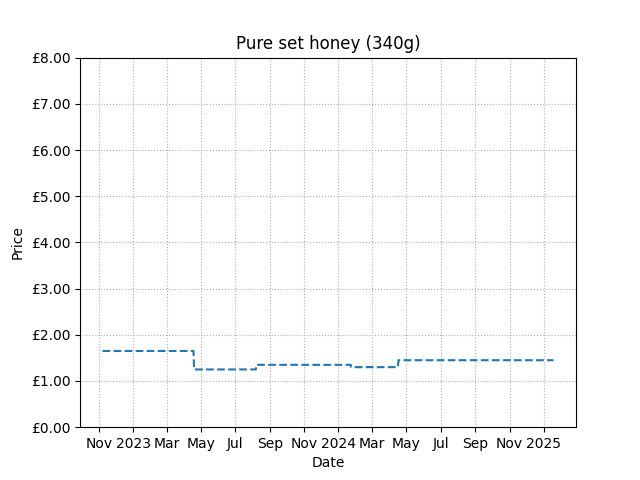 Pure set honey (340g)
£8.00
£7.00
£6.00
£5.00
£4.00
£3.00
£2.00
£1.00
£0.00
Price
Nov 2023 Mar May Jul Sep Nov 2024 Mar May Jul Sep Nov 2025
Date